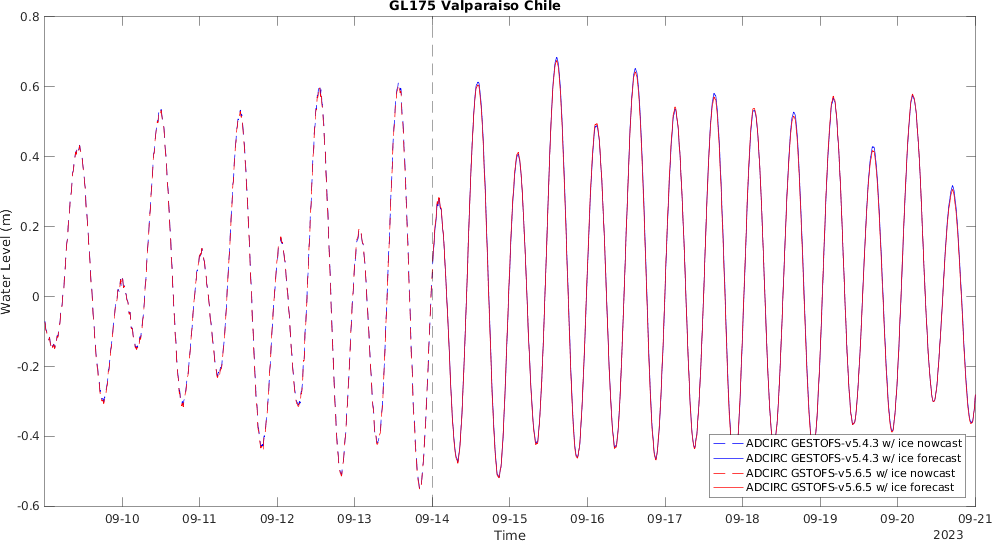 GL175 Valparaiso Chile
0.8
0.6
0.4
0.2
0
-0.2
-0.4
-0.6
Water Level (m)
ADCIRC GESTOFS-v5.4.3 w/ ice nowcast
ADCIRC GESTOFS-v5.4.3 w/ ice forecast
ADCIRC GSTOFS-v5.6.5 w/ ice nowcast
ADCIRC GSTOFS-v5.6.5 w/ ice forecast
09-10 09-11 09-12 09-13 09-14 09-15 09-16 09-17 09-18 09-19 09-20 09-21
Time
2023